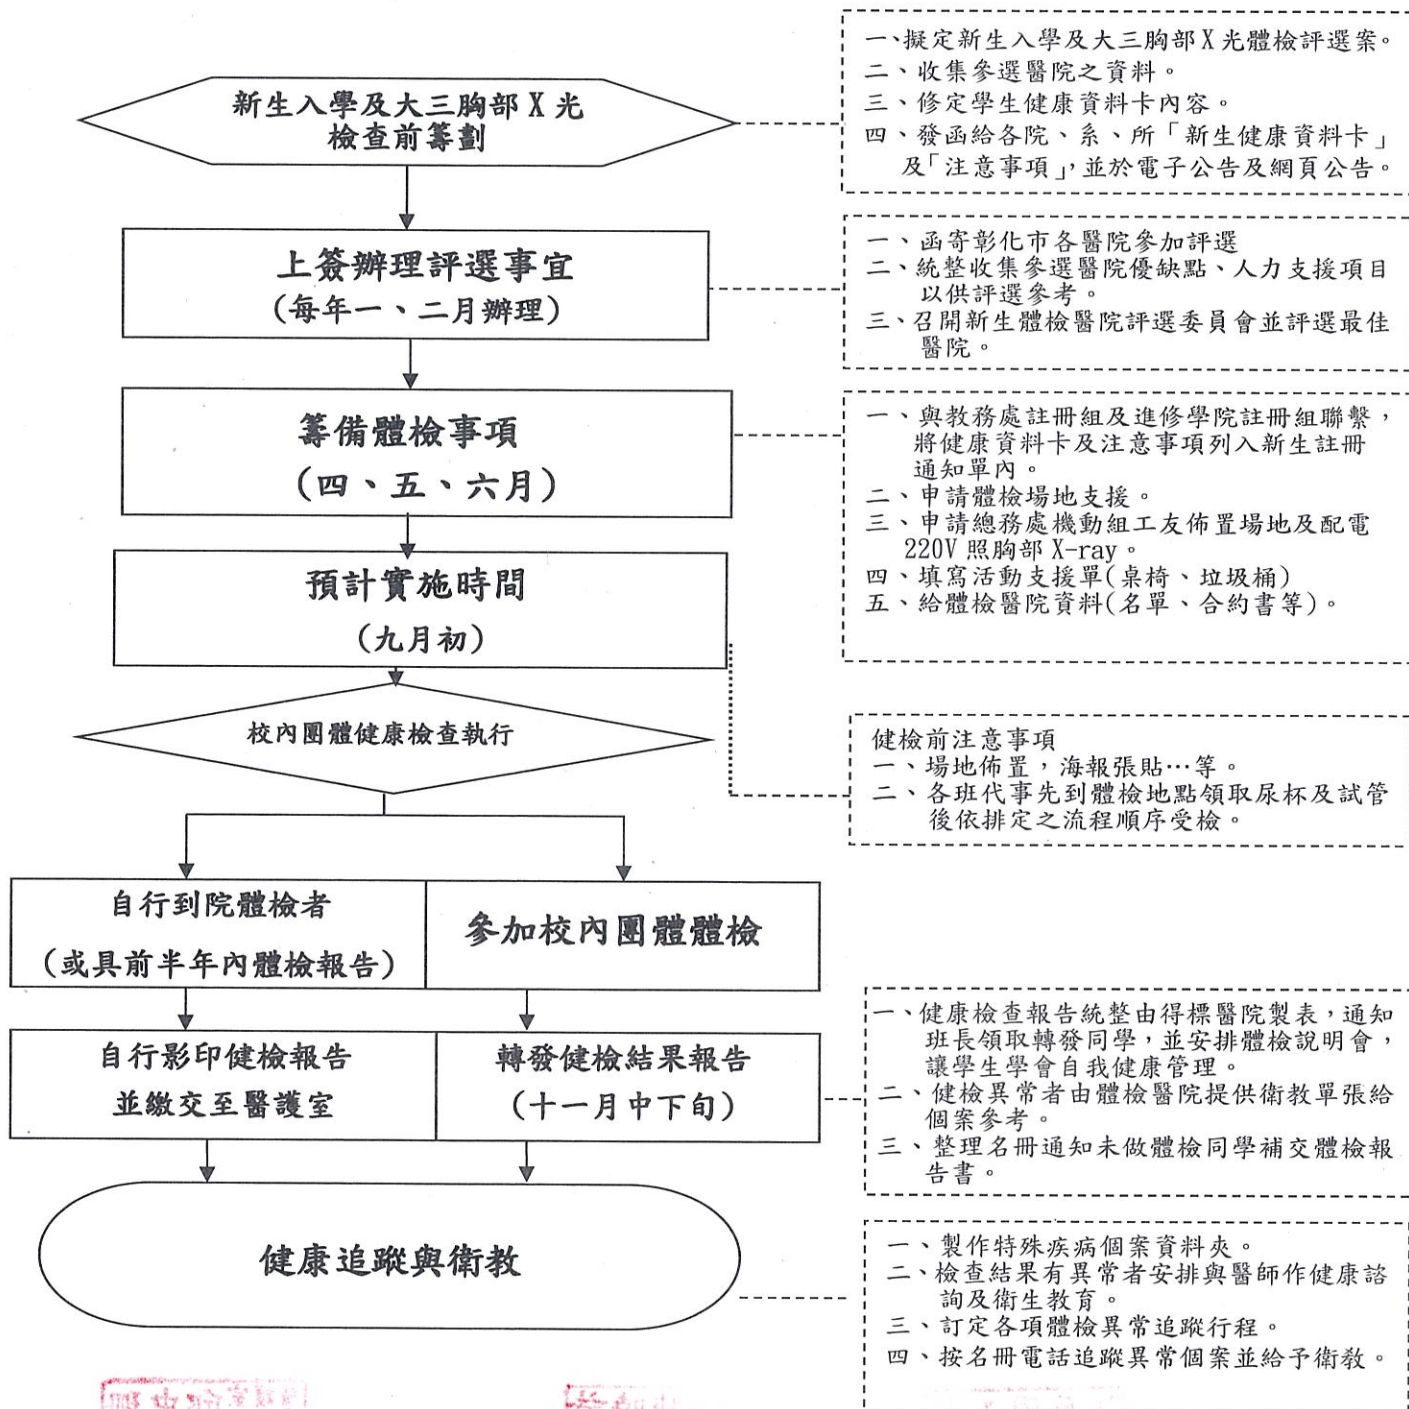 新生入學及大三胸部 X 光
檢查前籌劃
一、擬定新生入學及大三胸部 X 光體檢評選案。
二、收集參選醫院之資料。
三、修定學生健康資料卡內容。
四、發函給各院、系、所「新生健康資料卡」
及「注意事項」，並於電子公告及網頁公告。
上簽辦理評選事宜
(每年一、二月辦理)
一、函寄彰化市各醫院參加評選
二、統整收集參選醫院優缺點、人力支援項目
以供評選參考。
三、召開新生體檢醫院評選委員會並評選最佳
醫院。
籌備體檢事項
(四、五、六月)
一、與教務處註冊組及進修學院註冊組聯繫，
將健康資料卡及注意事項列入新生註冊
通知單內。
二、申請體檢場地支援。
三、申請總務處機動組工友佈置場地及配電
220V 照胸部 X-ray。
四、填寫活動支援單(桌椅、垃圾桶)
五、給體檢醫院資料(名單、合約書等)。
預計實施時間
(九月初)
健檢前注意事項
一、場地佈置，海報張貼…等。
二、各班代事先到體檢地點領取尿杯及試管
後依排定之流程順序受檢。
校內團體健康檢查執行
自行到院體檢者
(或具前半年內體檢報告)
參加校內團體體檢
自行影印健檢報告
並繳交至醫護室
轉發健檢結果報告
(十一月中下旬)
一、健康檢查報告統整由得標醫院製表，通知
班長領取轉發同學，並安排體檢說明會，
讓學生學會自我健康管理。
二、健檢異常者由體檢醫院提供衛教單張給
個案參考。
三、整理名冊通知未做體檢同學補交體檢報
告書。
健康追蹤與衛教
一、製作特殊疾病個案資料夾。
二、檢查結果有異常者安排與醫師作健康諮
詢及衛生教育。
三、訂定各項體檢異常追蹤行程。
四、按名冊電話追蹤異常個案並給予衛教。